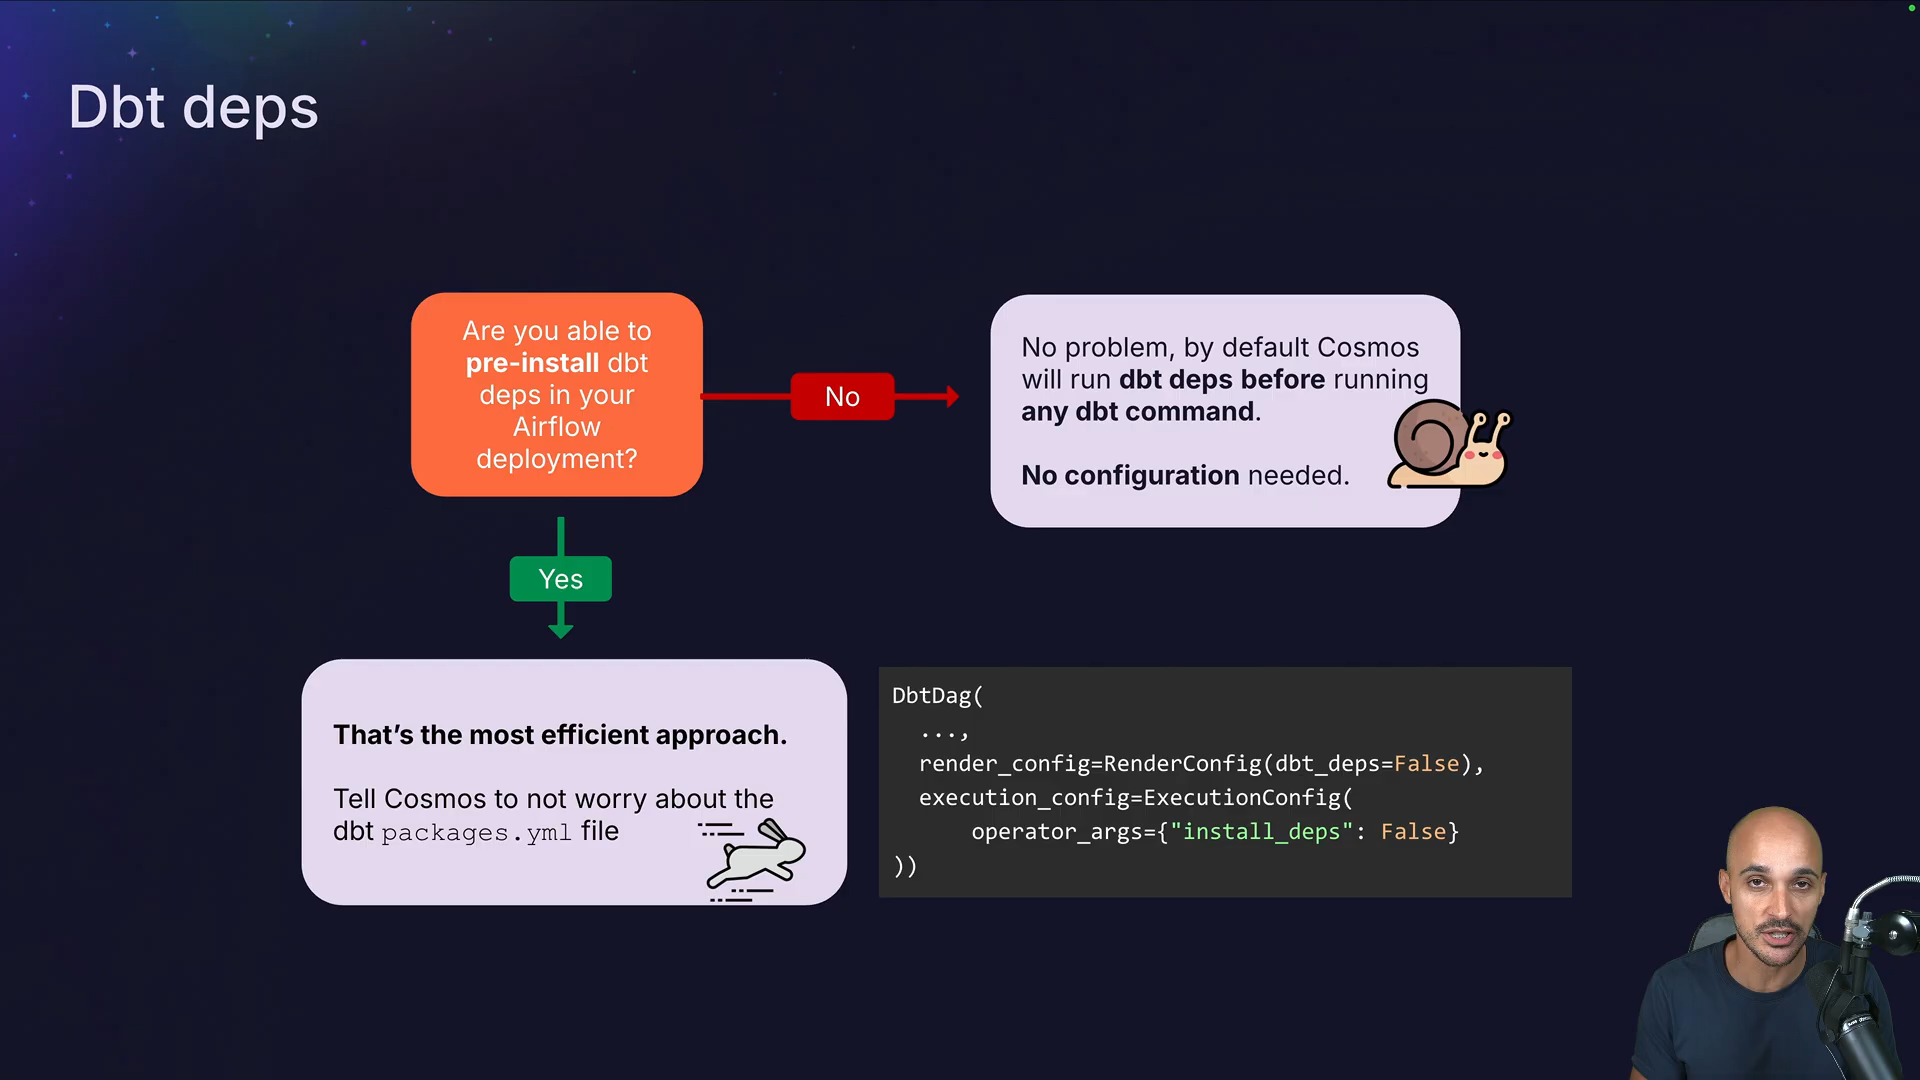 Dbt deps
Are you able to
pre-install dbt
deps in your
Airflow
deployment?
No
No problem, by default Cosmos
will run dbt deps before running
any dbt command.
No configuration needed.
Yes
That’s the most efficient approach.
Tell Cosmos to not worry about the
dbt packages.yml file
DbtDag(
...,
render_config=RenderConfig(dbt_deps=False),
execution_config=ExecutionConfig(
operator_args={"install_deps": False}
))